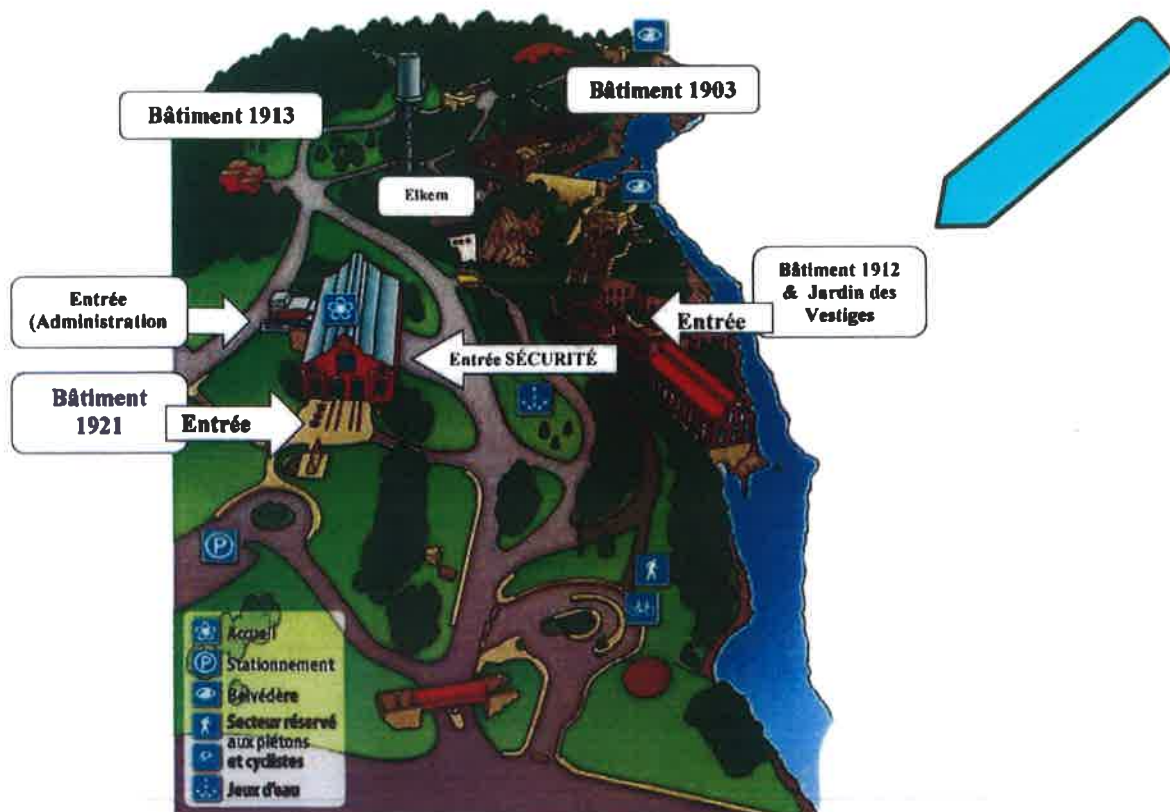 Bâtiment 1903
Bâtiment 1913
Elkem
Bâtiment 1912
& Jardin des
Vestiges
Entrée
Entrée
(Administration
Entrée SÉCURITÉ
Bâtiment
1921
Entrée
P
Accueil
P Stationnement
Belvédère
Secteur réservé
aux piétons
et cyclistes
Jeux d'eau